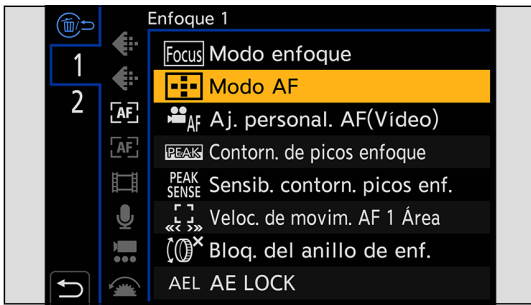 Enfoque 1
1
2
AF
AF
Focus Modo enfoque
Modo AF
AF Aj. personal. AF(Vídeo)
PEAK Contorn. de picos enfoque
PEAK SENSE Sensib. contorn. picos enf.
Veloc. de movim. AF 1 Área
Bloq. del anillo de enf.
AEL AE LOCK